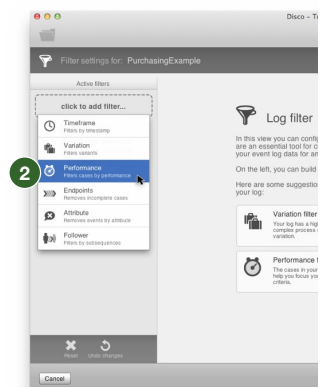 Disco - T
Filter settings for: PurchasingExample
Active filters
click to add filter...
Timeframe
Filters by timestamp
Variation
Filters variants
2
Performance
Filters cases by performance
Endpoints
Removes incomplete cases
Attribute
Removes events by attribute
Follower
Filters by subsequences
Reset
Undo changes
Cancel
Log filter
In this view you can config
are an essential tool for c
your event log data for an
On the left, you can build
Here are some suggestion
your log:
Variation filter
Your log has a hig
complex process
variation.
Performance f
The cases in your
help you focus you
criteria.